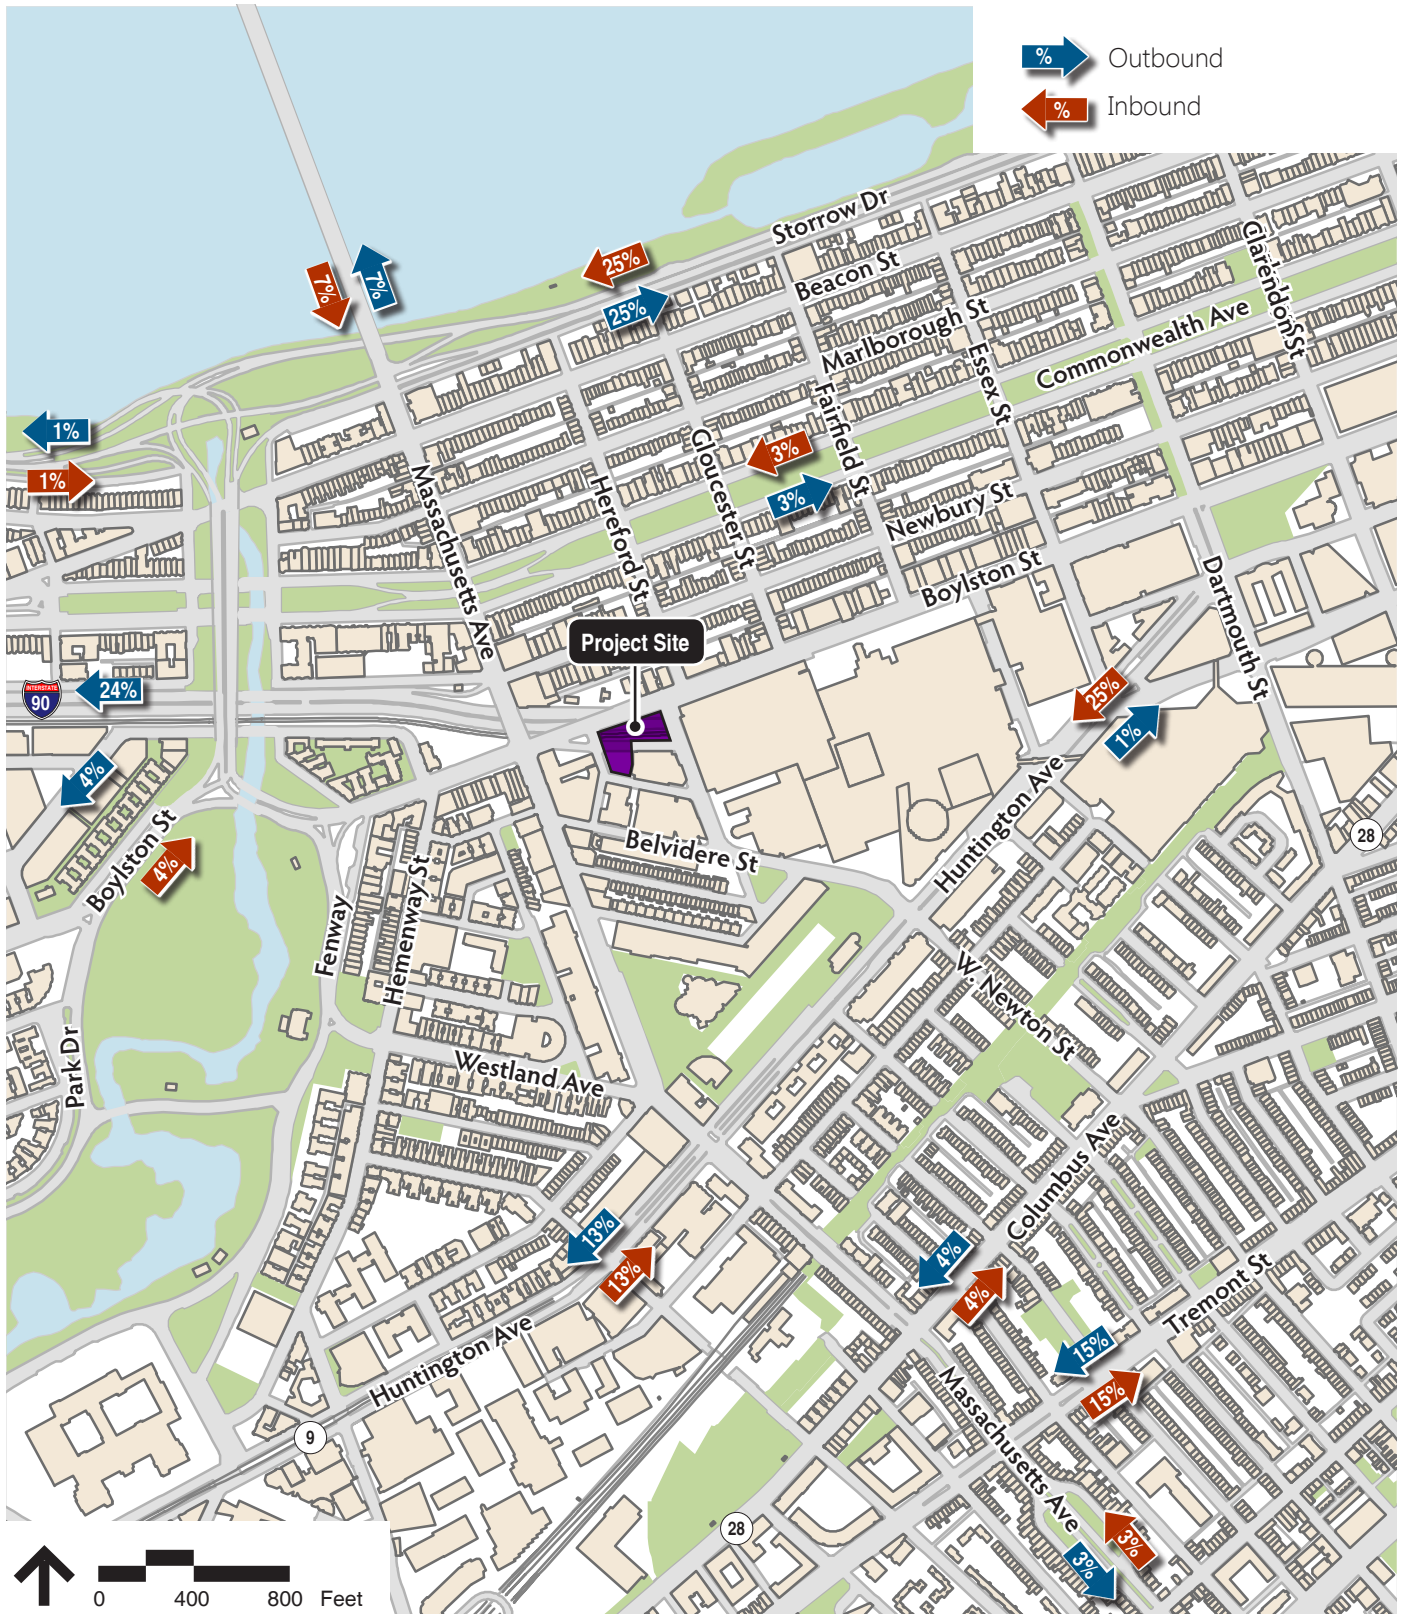 % Outbound
% Inbound
Storrow Dr
Clarendon St
25%
Beacon St
7%
7%
25%
Marlborough St
Commonwealth Ave
Essex St
Fairfield St
1%
3%
Gloucester St
1%
Massachusetts Ave
Hereford St
3%
Newbury St
Boylston St
Dartmouth St
Project Site
INTERSTATE
90
24%
25%
1%
4%
Huntington Ave
28
Boylston St
4%
Belvidere St
Hemenway St
Fenway
W. Newton St
Park Dr
Westland Ave
Columbus Ave
13%
13%
4%
4%
Tremont St
15%
15%
Huntington Ave
Massachusetts Ave
9
28
3%
3%
0 400 800 Feet